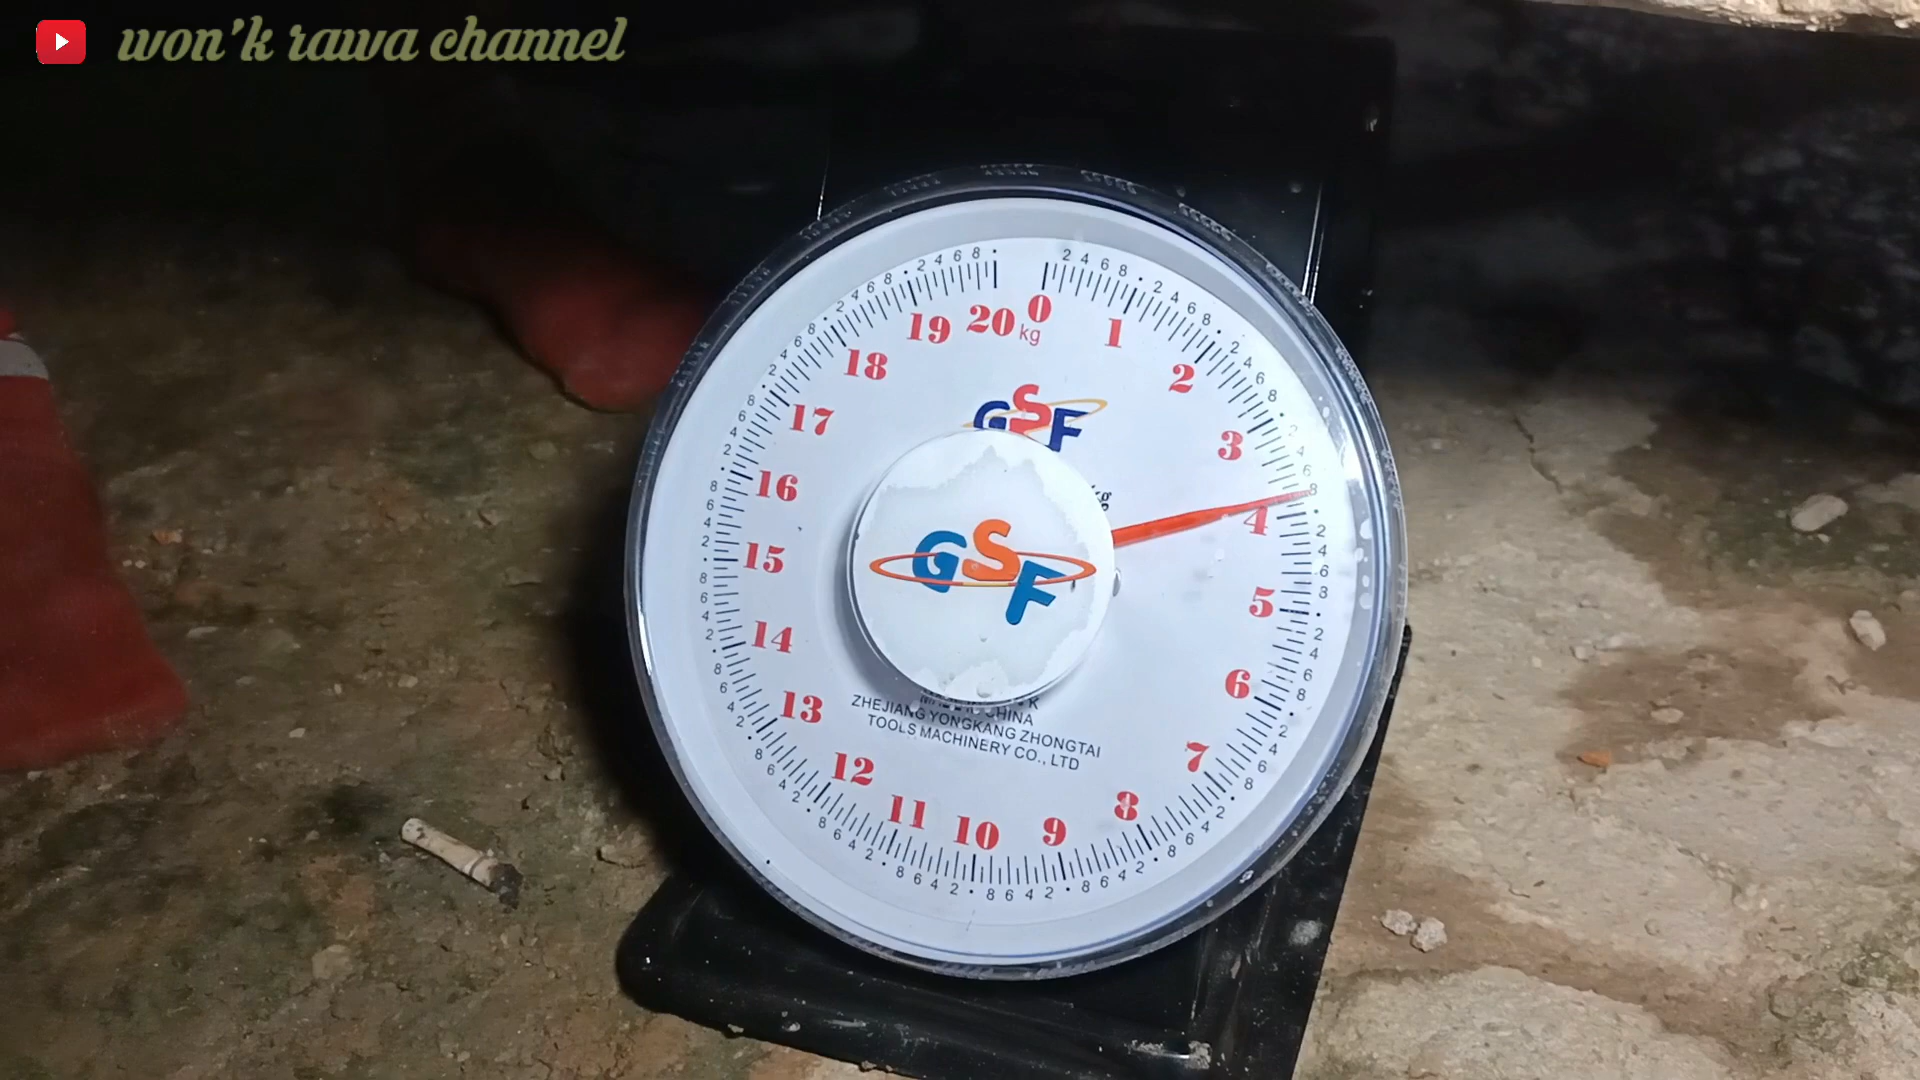 won'k rawa channel
20 0
kg
19 1
18 2
17 3
16 4
15 5
14 6
13 7
12 8
11 10 9
GSF
kg
GSF
CHINA
ZHEJIANG YONGKANG ZHONGTAI
TOOLS MACHINERY CO., LTD